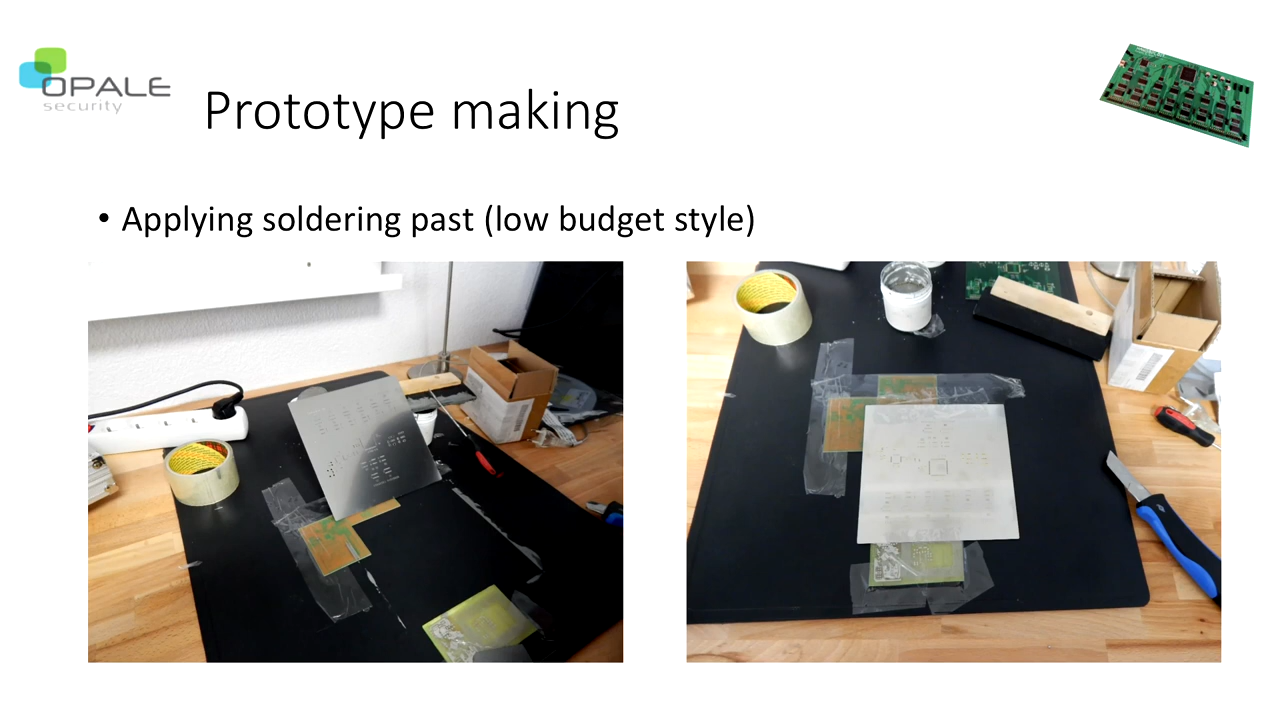 OPALE
security
Prototype making
• Applying soldering past (low budget style)